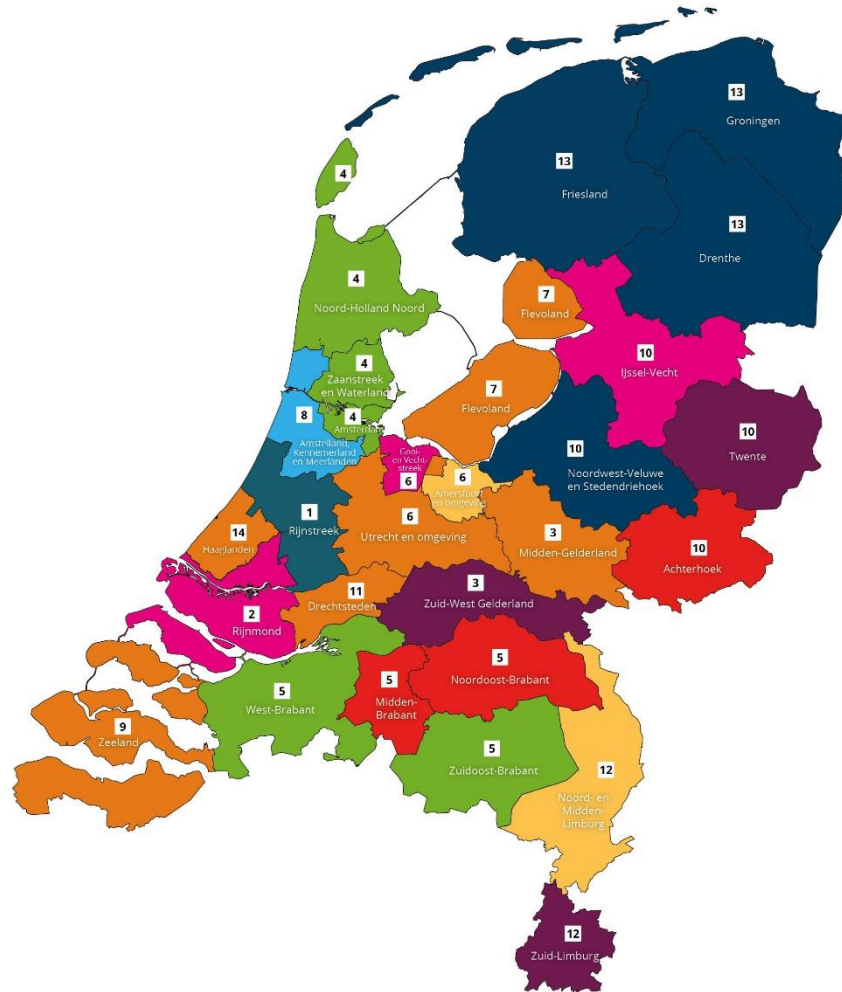 13
Groningen
13
Friesland
13
Drenthe
4
4
Noord-Holland Noord
7
Flevoland
10
IJssel-Vecht
4
Zaanstreek
en Waterland
7
Flevoland
8
Amstelland,
Kennemerland
en Meerlanden
4
Amsterdam
10
Twente
10
Noordwest-Veluwe
en Stedendriehoek
Gooi-
en Vecht-
streek
6
6
Amersfoort
en omgeving
1
Rijnstreek
6
Utrecht en omgeving
14
Haaglanden
3
Midden-Gelderland
10
Achterhoek
11
Drechtsteden
3
Zuid-West Gelderland
2
Rijnmond
5
West-Brabant
5
Midden-
Brabant
5
Noordoost-Brabant
9
Zeeland
5
Zuidoost-Brabant
12
Noord- en
Midden-
Limburg
12
Zuid-Limburg